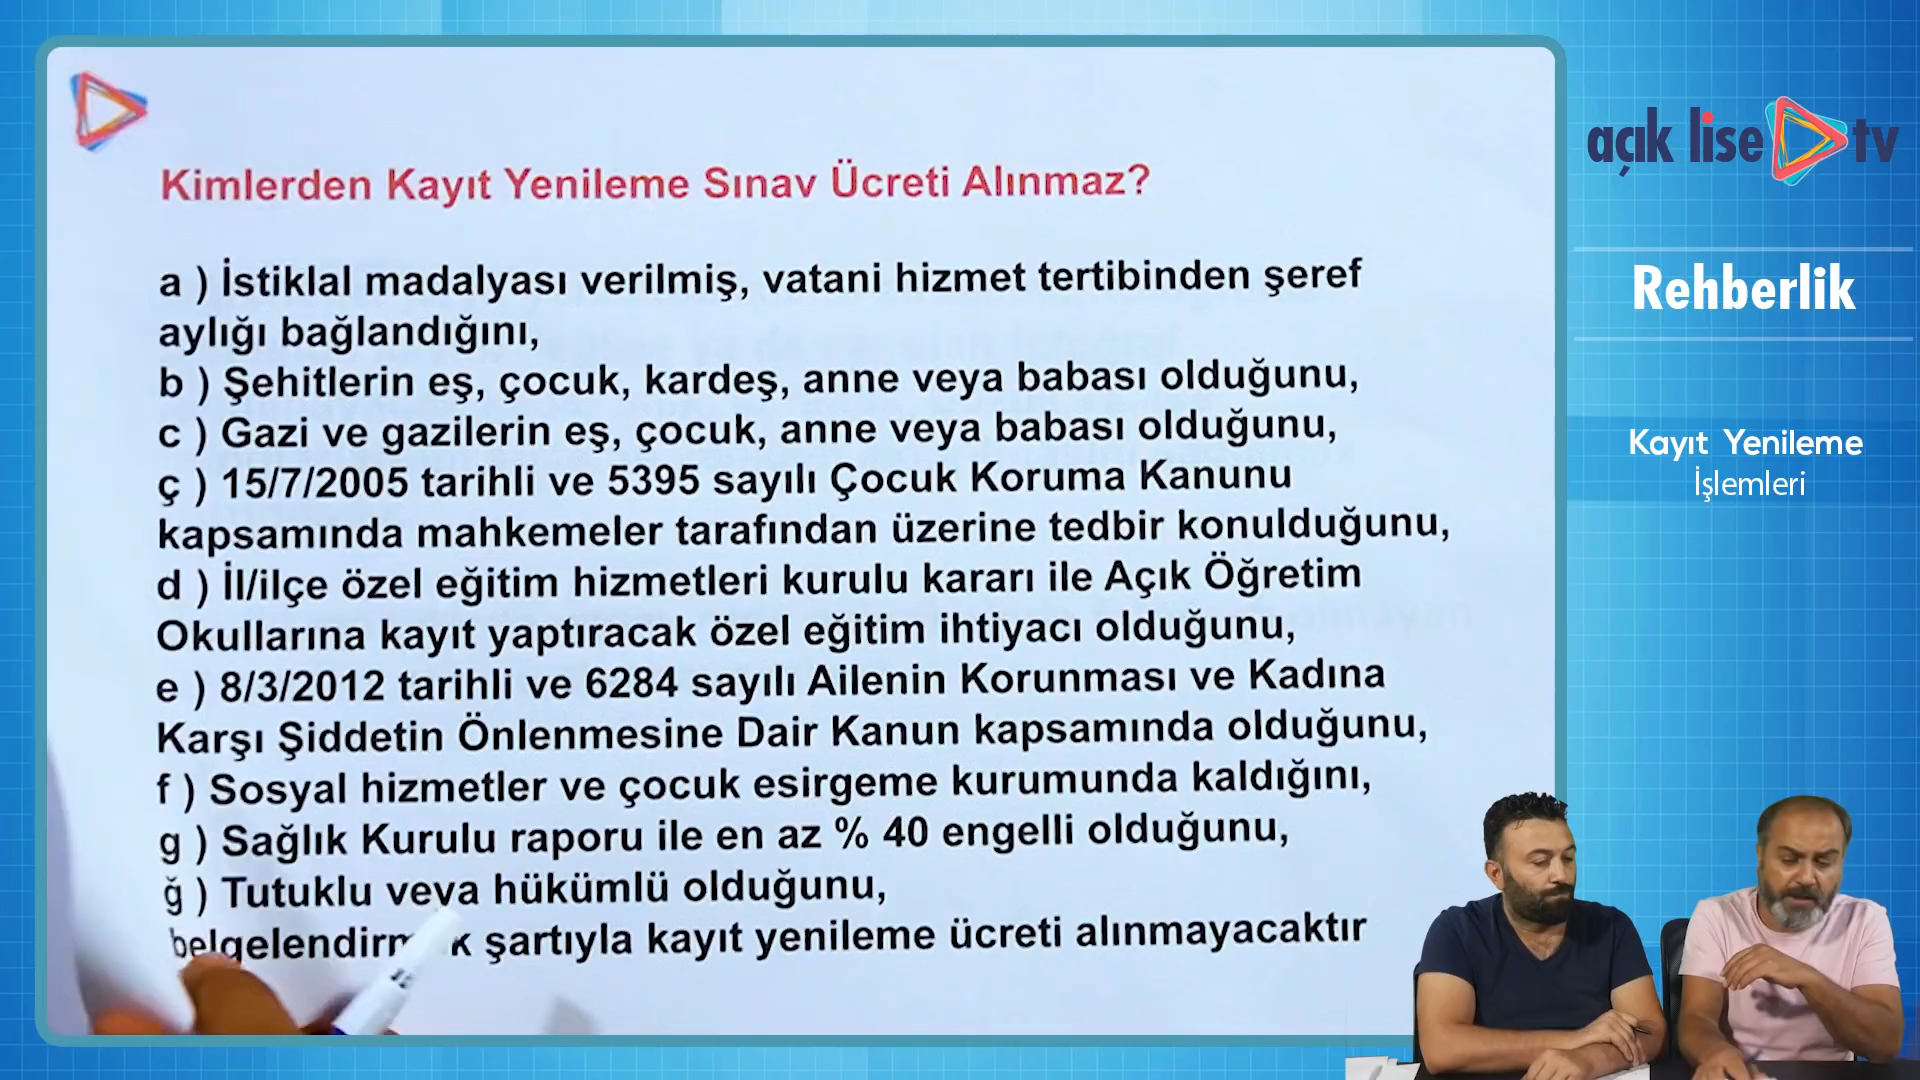 Kimlerden Kayıt Yenileme Sınav Ücreti Alınmaz?
a ) İstiklal madalyası verilmiş, vatani hizmet tertibinden şeref
aylığı bağlandığını,
b ) Şehitlerin eş, çocuk, kardeş, anne veya babası olduğunu,
c ) Gazi ve gazilerin eş, çocuk, anne veya babası olduğunu,
ç ) 15/7/2005 tarihli ve 5395 sayılı Çocuk Koruma Kanunu
kapsamında mahkemeler tarafından üzerine tedbir konulduğunu,
d ) İl/ilçe özel eğitim hizmetleri kurulu kararı ile Açık Öğretim
Okullarına kayıt yaptıracak özel eğitim ihtiyacı olduğunu,
e ) 8/3/2012 tarihli ve 6284 sayılı Ailenin Korunması ve Kadına
Karşı Şiddetin Önlenmesine Dair Kanun kapsamında olduğunu,
f ) Sosyal hizmetler ve çocuk esirgeme kurumunda kaldığını,
g ) Sağlık Kurulu raporu ile en az % 40 engelli olduğunu,
ğ ) Tutuklu veya hükümlü olduğunu,
şartıyla kayıt yenileme ücreti alınmayacaktır
açık lise tv
Rehberlik
Kayıt Yenileme
İşlemleri